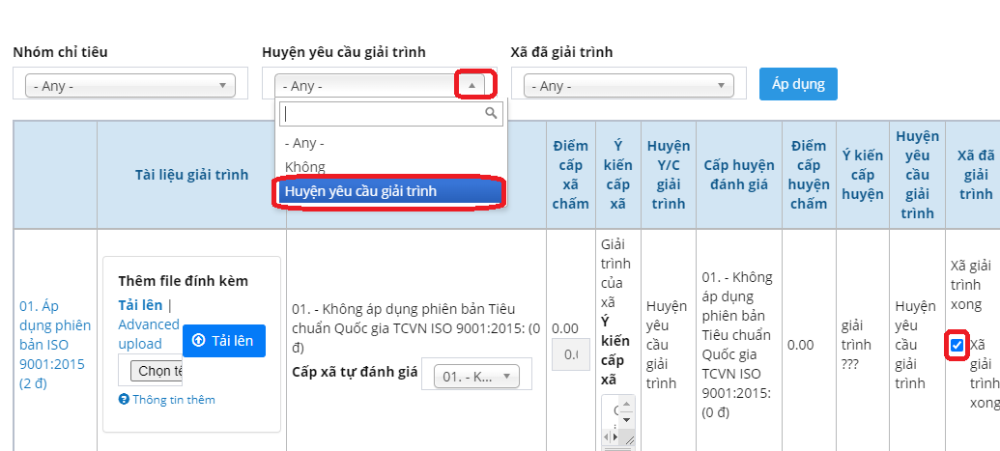 Nhóm chỉ tiêu
Huyện yêu cầu giải trình
Xã đã giải trình
- Any -
- Any -
- Any -
Áp dụng
- Any -
Không
Huyện yêu cầu giải trình
Tài liệu giải trình
Điểm
cấp
xã
chấm
Ý
kiến
cấp
xã
Huyện
Y/C
giải
trình
Cấp huyện
đánh giá
Điểm
cấp
huyện
chấm
Ý kiến
cấp
huyện
Huyện
yêu
cầu
giải
trình
Xã đã
giải
trình
01. Áp
dụng phiên
bản ISO
9001:2015
(2 đ)
Thêm file đính kèm
Tải lên |
Advanced
upload
Tải lên
Chọn tệ
Thông tin thêm
01. - Không áp dụng phiên bản Tiêu
chuẩn Quốc gia TCVN ISO 9001:2015: (0
đ)
Cấp xã tự đánh giá
01. - K...
0.00
0.(
Giải
trình
của
xã
Ý
kiến
cấp
xã
Huyện
yêu
cầu
giải
trình
01. - Không
áp dụng
phiên bản
Tiêu chuẩn
Quốc gia
TCVN ISO
9001:2015:
(0 đ)
0.00
giải
trình
???
Huyện
yêu
cầu
giải
trình
Xã giải
trình
xong
Xã
giải
trình
xong